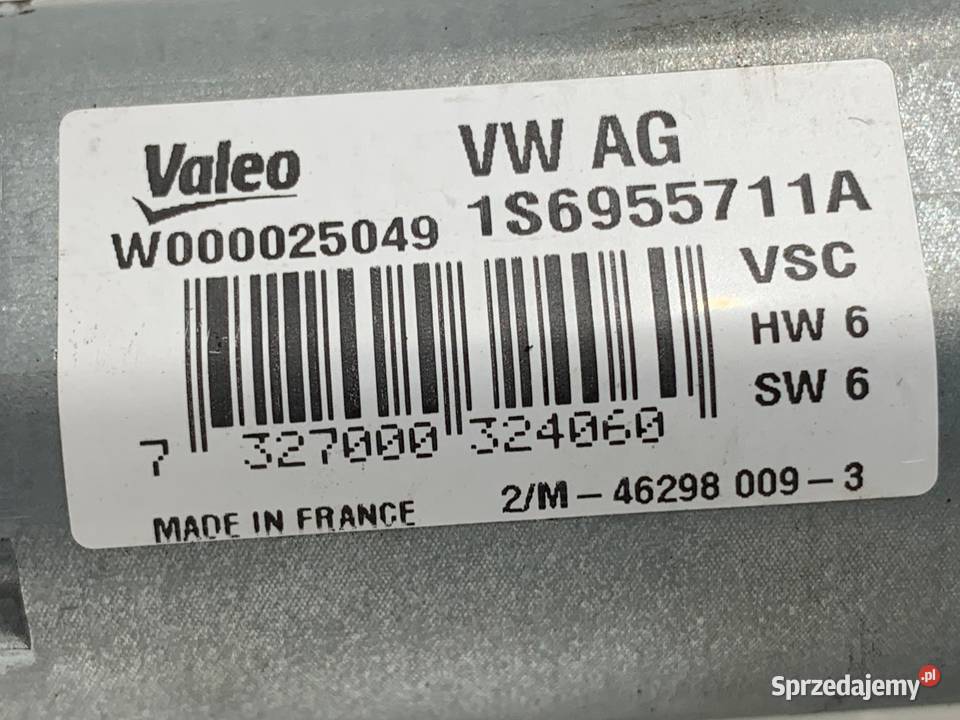 Valeo
VW AG
W000025049
1S6955711A
VSC
HW 6
SW 6
7 327000 324060
MADE IN FRANCE
2/M-46298 009-3
Sprzedajemy.pl